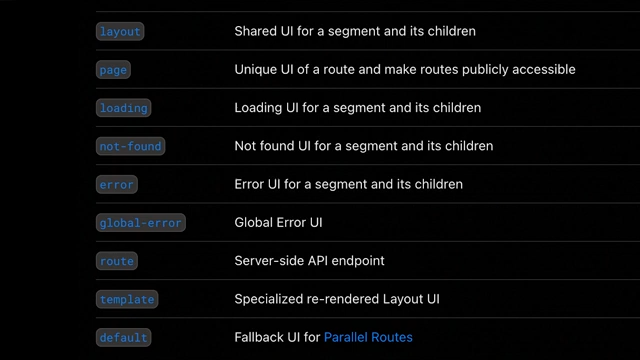 layout Shared UI for a segment and its children
page Unique UI of a route and make routes publicly accessible
loading Loading UI for a segment and its children
not-found Not found UI for a segment and its children
error Error UI for a segment and its children
global-error Global Error UI
route Server-side API endpoint
template Specialized re-rendered Layout UI
default Fallback UI for Parallel Routes